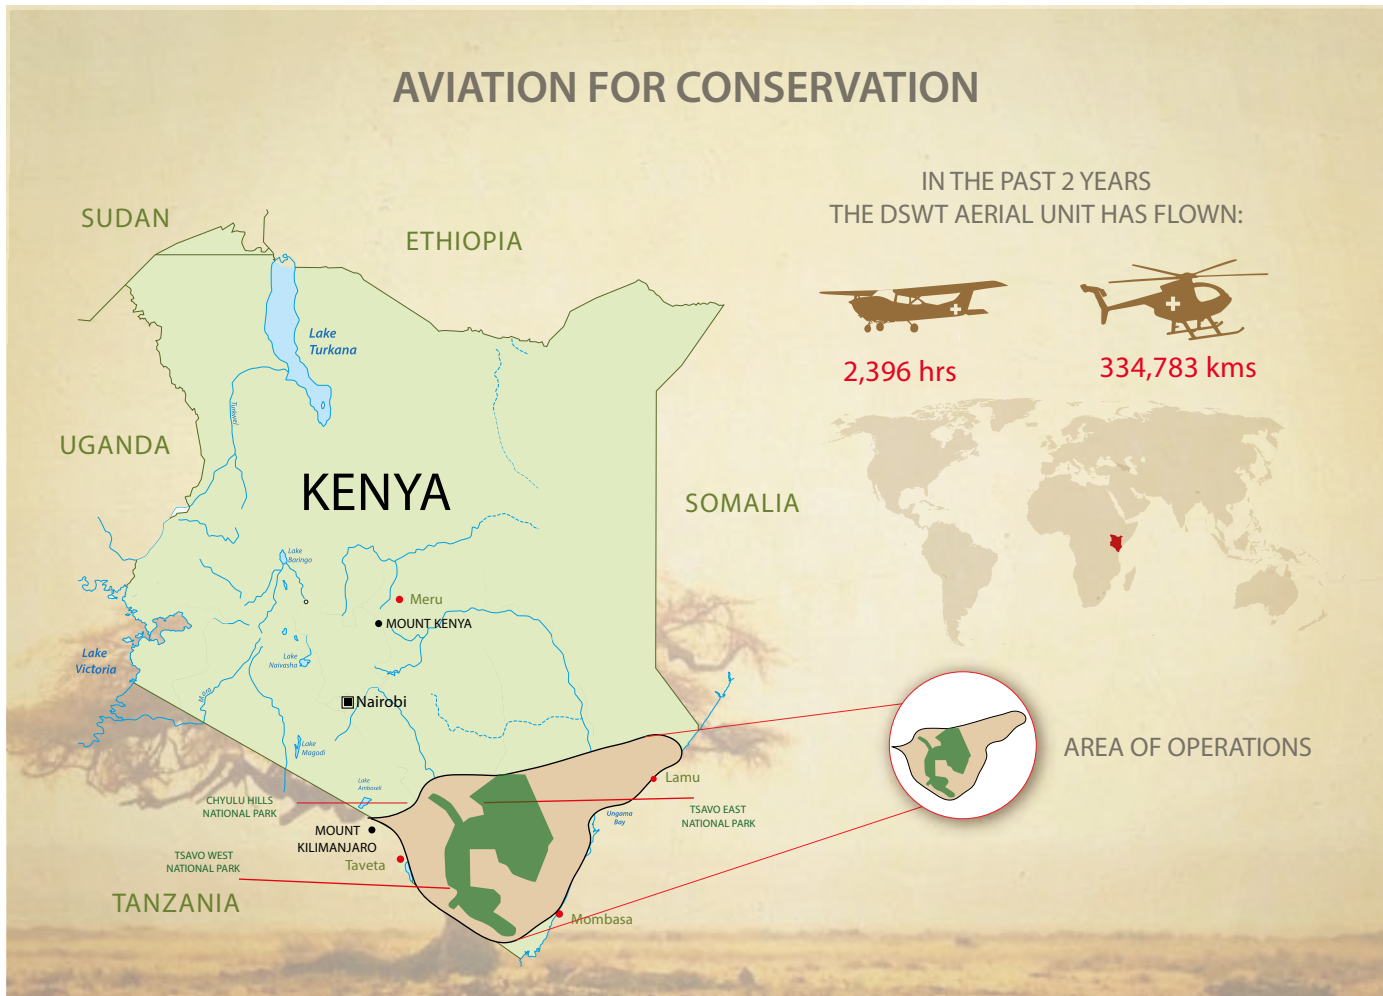 AVIATION FOR CONSERVATION
IN THE PAST 2 YEARS
THE DSWT AERIAL UNIT HAS FLOWN:
2,396 hrs
334,783 kms
SUDAN
ETHIOPIA
Lake
Turkana
Turkwel
UGANDA
KENYA
SOMALIA
Lake
Baringo
Meru
MOUNT KENYA
Lake
Victoria
Lake
Naivasha
Mara
Nairobi
Lake
Magadi
Lake
Amboseli
CHYULU HILLS
NATIONAL PARK
MOUNT
KILIMANJARO
Taveta
TSAVO WEST
NATIONAL PARK
TANZANIA
Lamu
TSAVO EAST
NATIONAL PARK
Ungama
Bay
Mombasa
AREA OF OPERATIONS